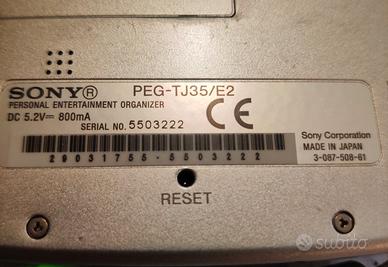 SONY® PEG-TJ35/E2
PERSONAL ENTERTAINMENT ORGANIZER
DC 5.2V⎓ 800mA
SERIAL NO. 5503222
CE
Sony Corporation
MADE IN JAPAN
3-087-508-61
29031755-5503222
RESET
subito